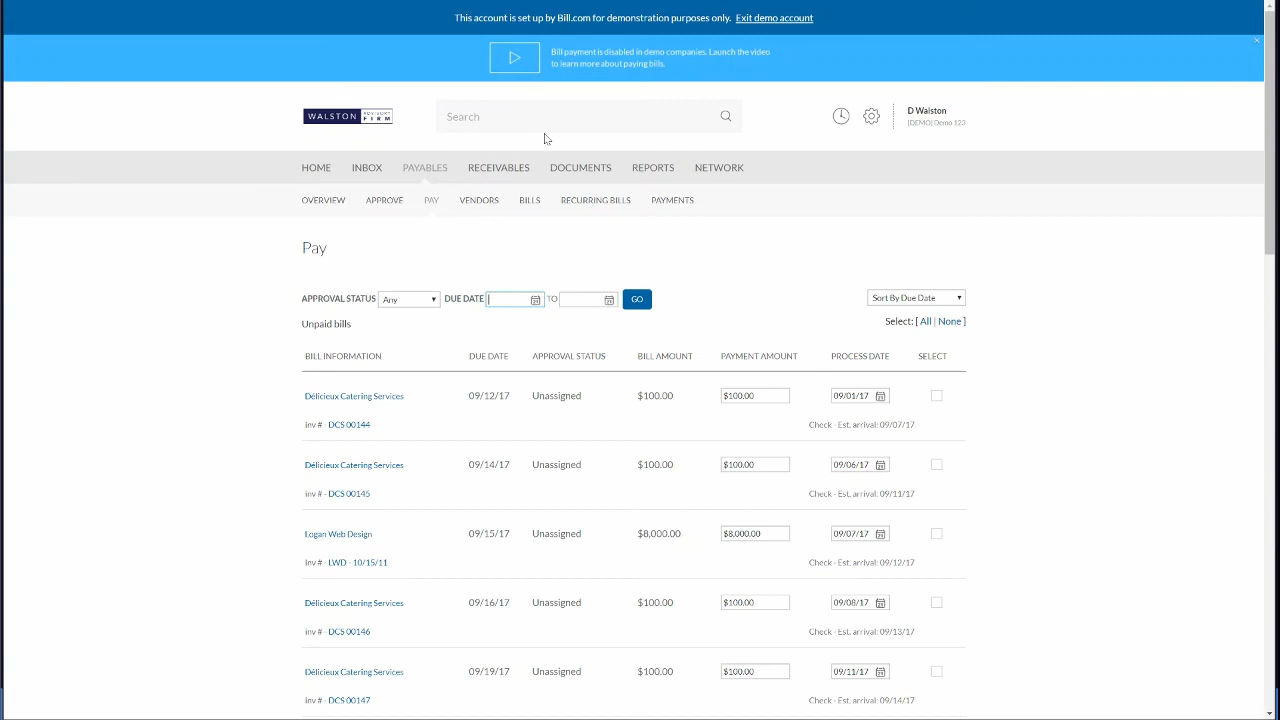 This account is set up by Bill.com for demonstration purposes only. Exit demo account
Bill payment is disabled in demo companies. Launch the video
to learn more about paying bills.
WALSTON ADVISORY FIRM
Search
D Walston
[DEMO] Demo 123
HOME INBOX PAYABLES RECEIVABLES DOCUMENTS REPORTS NETWORK
OVERVIEW APPROVE PAY VENDORS BILLS RECURRING BILLS PAYMENTS
Pay
APPROVAL STATUS Any DUE DATE TO GO Sort By Due Date
Unpaid bills Select: [ All | None ]
BILL INFORMATION DUE DATE APPROVAL STATUS BILL AMOUNT PAYMENT AMOUNT PROCESS DATE SELECT
Délicieux Catering Services 09/12/17 Unassigned $100.00 $100.00 09/01/17
inv # - DCS 00144 Check - Est. arrival: 09/07/17
Délicieux Catering Services 09/14/17 Unassigned $100.00 $100.00 09/06/17
inv # - DCS 00145 Check - Est. arrival: 09/11/17
Logan Web Design 09/15/17 Unassigned $8,000.00 $8,000.00 09/07/17
inv # - LWD - 10/15/11 Check - Est. arrival: 09/12/17
Délicieux Catering Services 09/16/17 Unassigned $100.00 $100.00 09/08/17
inv # - DCS 00146 Check - Est. arrival: 09/13/17
Délicieux Catering Services 09/19/17 Unassigned $100.00 $100.00 09/11/17
inv # - DCS 00147 Check - Est. arrival: 09/14/17